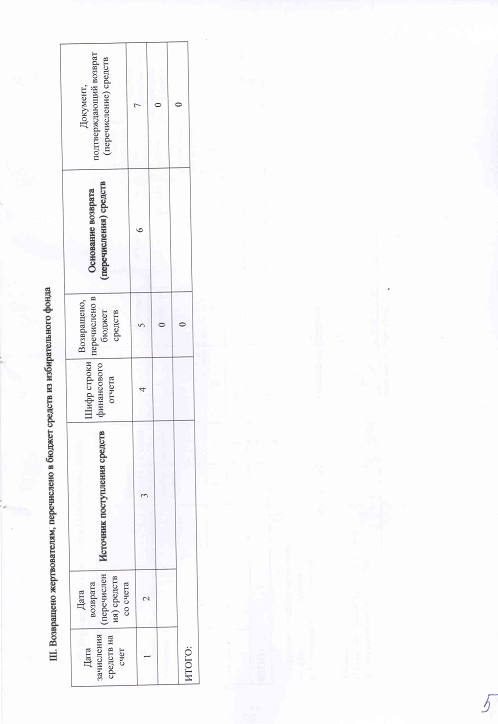 III. Возвращено жертвователям, перечислено в бюджет средств из избирательного фонда
Дата
зачисления
средств на
счет
Дата
возврата
(перечислен
ия) средств
со счета
Источник поступления средств
Шифр строки
финансового
отчета
Возвращено,
перечислено в
бюджет
средств
Основание возврата
(перечисления) средств
Документ,
подтверждающий возврат
(перечисление) средств
1 2 3 4 5 6 7
0 0
ИТОГО: 0 0
5